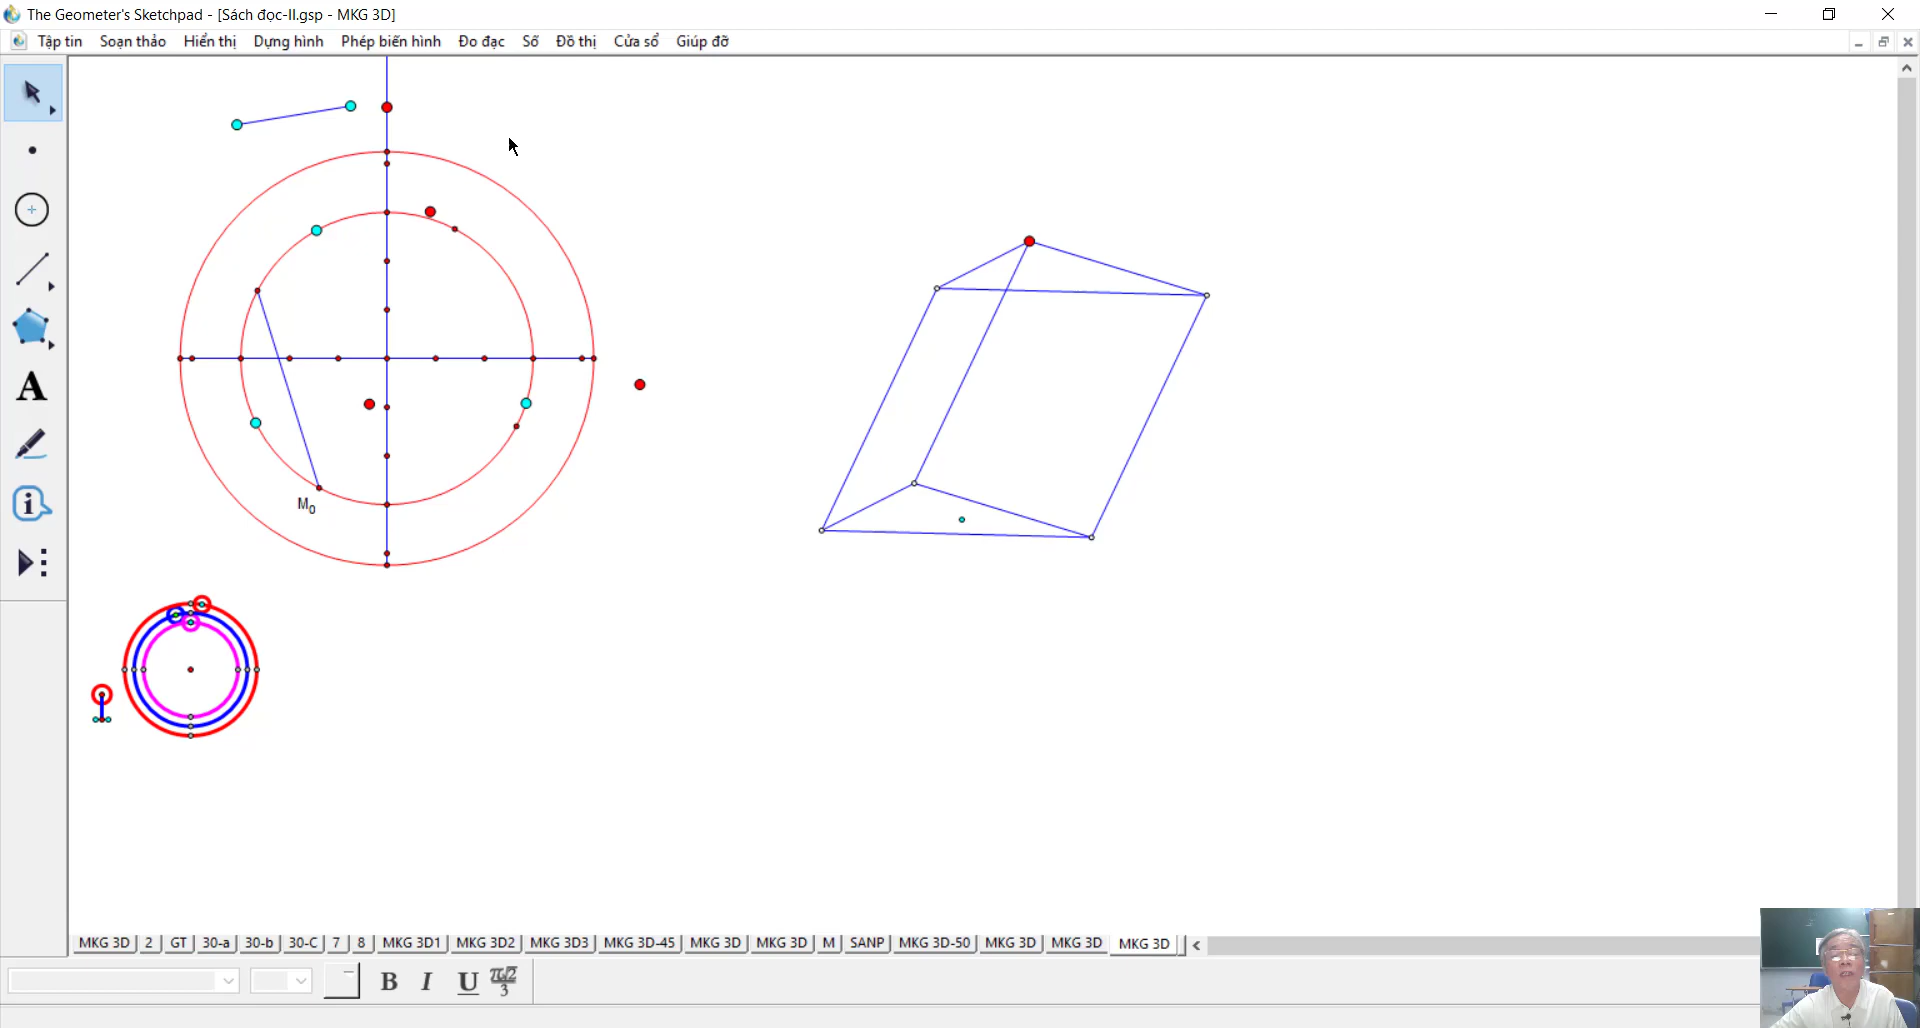 The Geometer's Sketchpad - [Sách đọc-II.gsp - MKG 3D]
Tập tin Soạn thảo Hiển thị Dựng hình Phép biến hình Đo đạc Số Đồ thị Cửa sổ Giúp đỡ
A
M₀
MKG 3D 2 GT 30-a 30-b 30-C 7 8 MKG 3D1 MKG 3D2 MKG 3D3 MKG 3D-45 MKG 3D MKG 3D M SANP MKG 3D-50 MKG 3D MKG 3D MKG 3D
B I U π√2/3